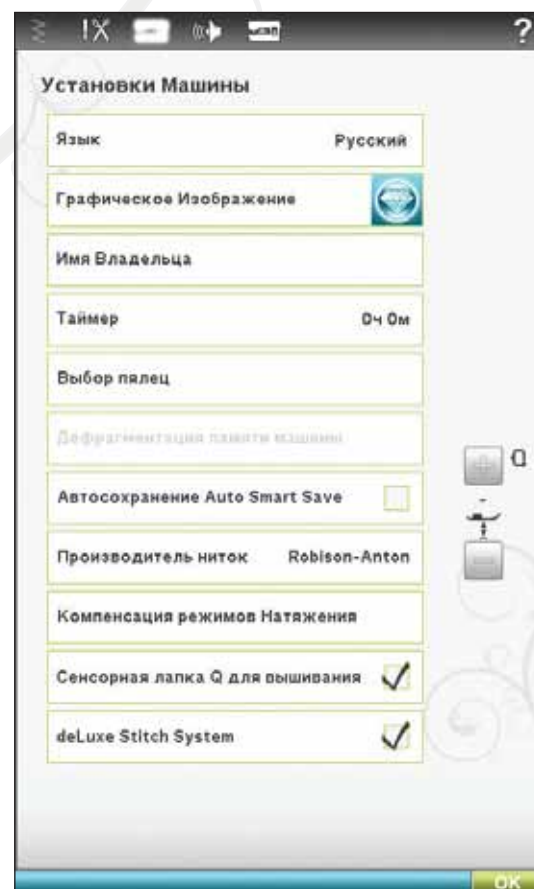 ?
Установки Машины
Язык Русский
Графическое Изображение
Имя Владельца
Таймер 0ч 0м
Выбор пялец
Дефрагментация памяти машины
Автосохранение Auto Smart Save
Q
Производитель ниток Robison-Anton
Компенсация режимов Натяжения
Сенсорная лапка Q для вышивания
deLuxe Stitch System
OK